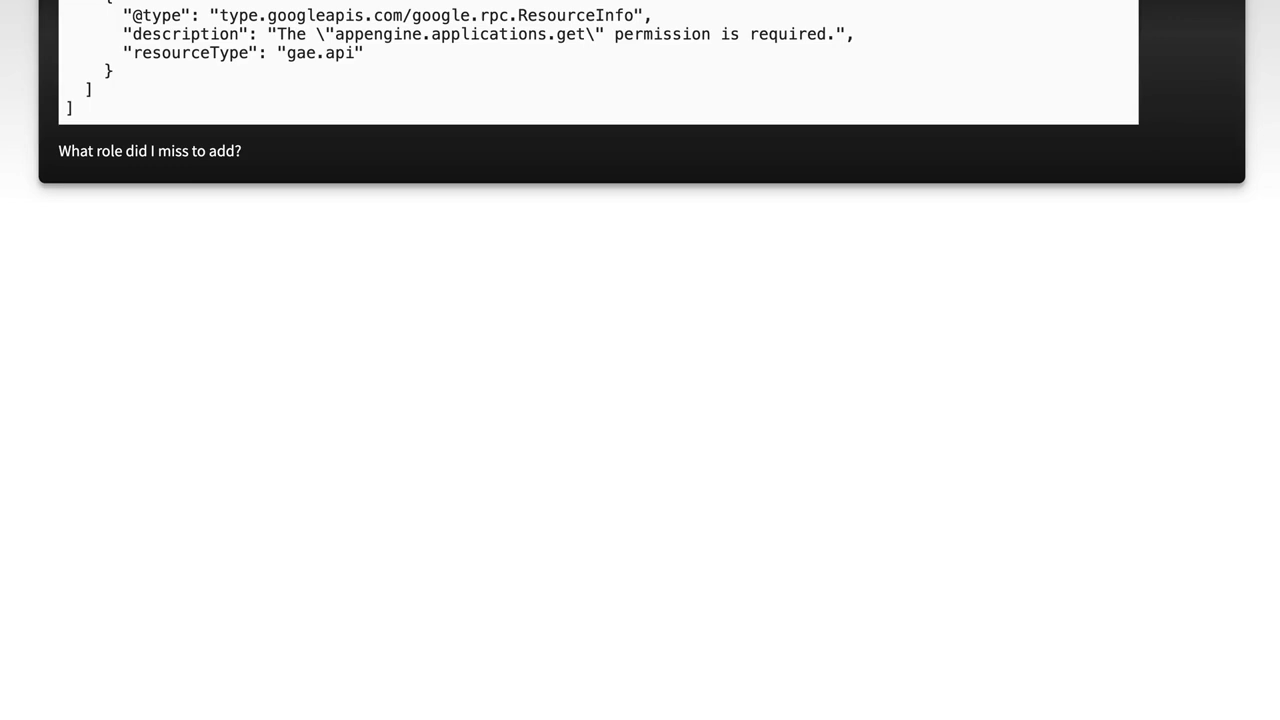 {
"@type": "type.googleapis.com/google.rpc.ResourceInfo",
"description": "The \"appengine.applications.get\" permission is required.",
"resourceType": "gae.api"
}
]
]
What role did I miss to add?